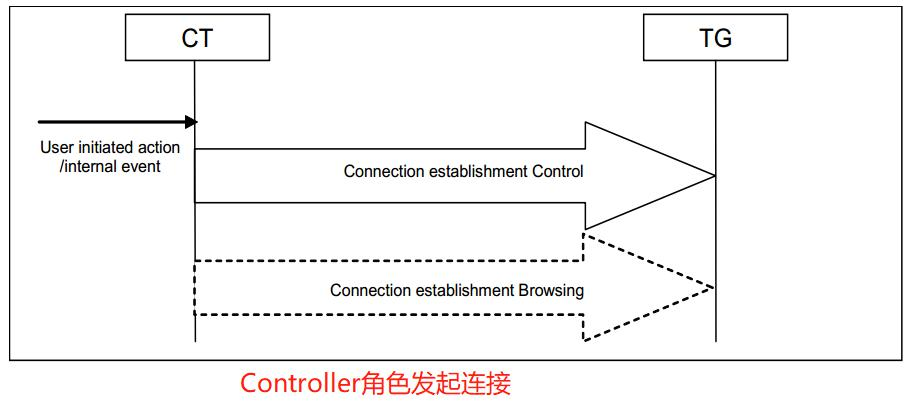 CT
TG
User initiated action
/internal event
Connection establishment Control
Connection establishment Browsing
Controller角色发起连接